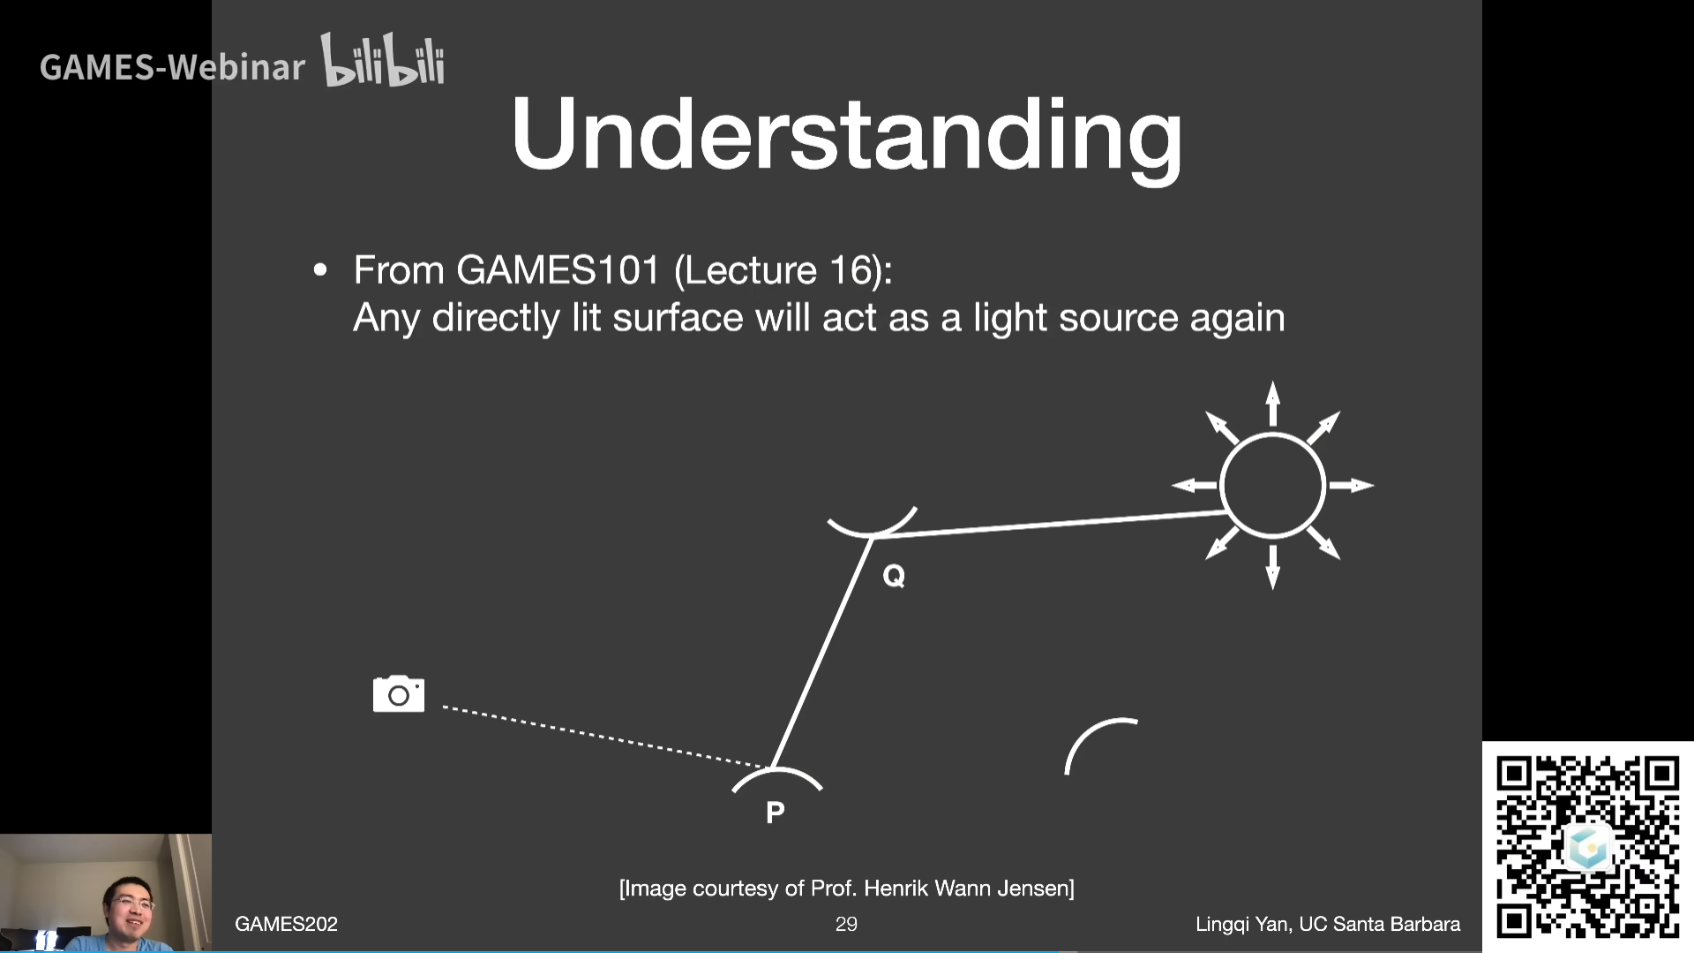 GAMES-Webinar bilibili
Understanding
• From GAMES101 (Lecture 16):
Any directly lit surface will act as a light source again
Q
P
[Image courtesy of Prof. Henrik Wann Jensen]
GAMES202
29
Lingqi Yan, UC Santa Barbara